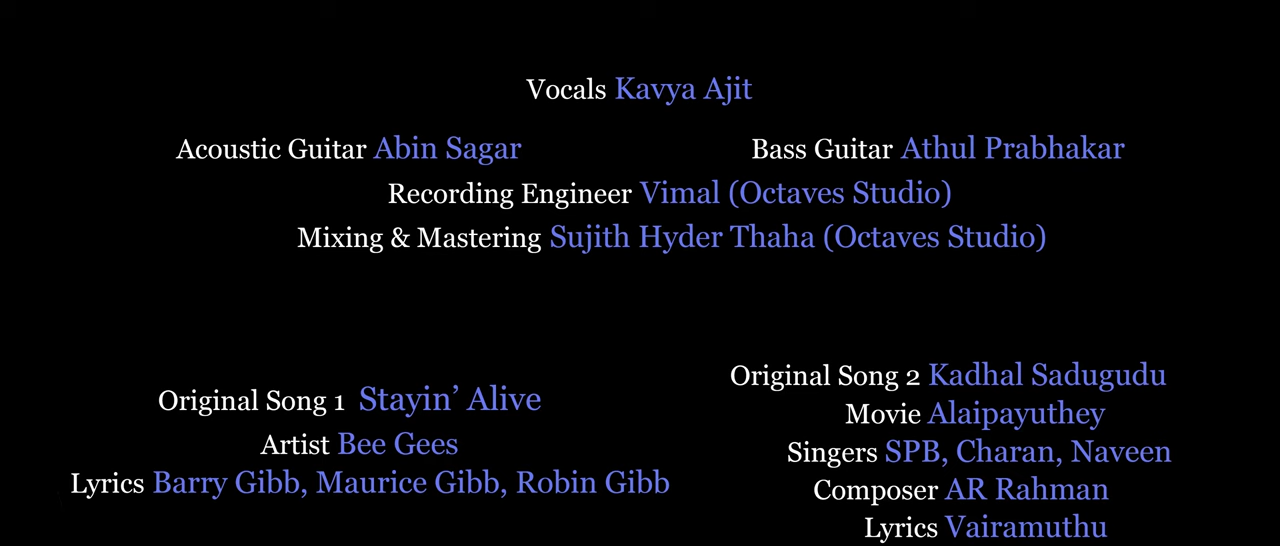 Vocals Kavya Ajit
Acoustic Guitar Abin Sagar
Bass Guitar Athul Prabhakar
Recording Engineer Vimal (Octaves Studio)
Mixing & Mastering Sujith Hyder Thaha (Octaves Studio)
Original Song 1 Stayin’ Alive
Artist Bee Gees
Lyrics Barry Gibb, Maurice Gibb, Robin Gibb
Original Song 2 Kadhal Sadugudu
Movie Alaipayuthey
Singers SPB, Charan, Naveen
Composer AR Rahman
Lyrics Vairamuthu